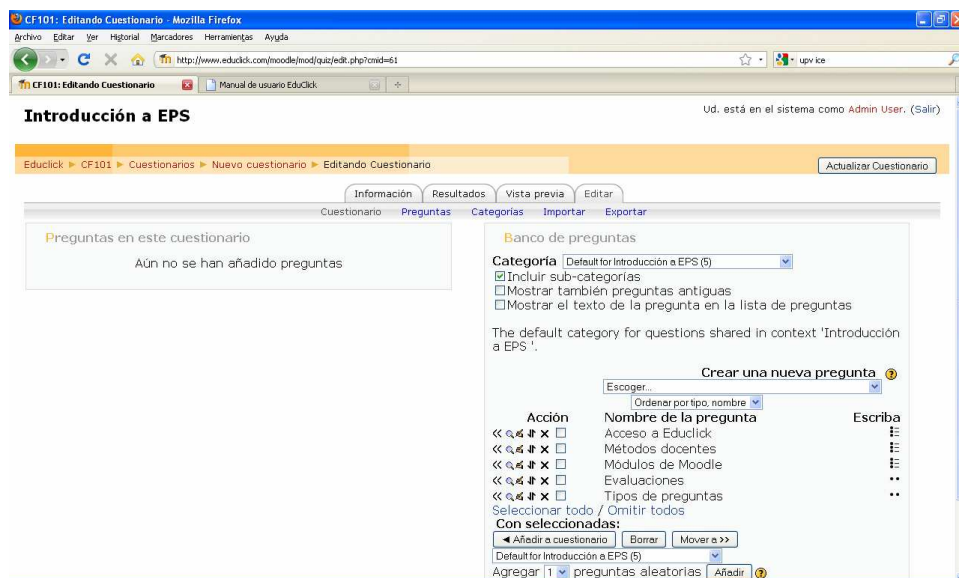 CF101: Editando Cuestionario - Mozilla Firefox
Archivo Editar Ver Historial Marcadores Herramientas Ayuda
http://www.educlick.com/moodle/mod/quiz/edit.php?cmid=61
upv ice
CF101: Editando Cuestionario
Manual de usuario EduClick
Introducción a EPS
Ud. está en el sistema como Admin User. (Salir)
Educlick ► CF101 ► Cuestionarios ► Nuevo cuestionario ► Editando Cuestionario
Actualizar Cuestionario
Información Resultados Vista previa Editar
Cuestionario Preguntas Categorías Importar Exportar
Preguntas en este cuestionario
Aún no se han añadido preguntas
Banco de preguntas
Categoría Default for Introducción a EPS (5)
Incluir sub-categorías
Mostrar también preguntas antiguas
Mostrar el texto de la pregunta en la lista de preguntas
The default category for questions shared in context 'Introducción
a EPS '.
Crear una nueva pregunta
Escoger...
Ordenar por tipo, nombre
Acción Nombre de la pregunta Escriba
Acceso a Educlick
Métodos docentes
Módulos de Moodle
Evaluaciones
Tipos de preguntas
Seleccionar todo / Omitir todos
Con seleccionadas:
◄ Añadir a cuestionario Borrar Mover a >>
Default for Introducción a EPS (5)
Agregar 1 preguntas aleatorias Añadir